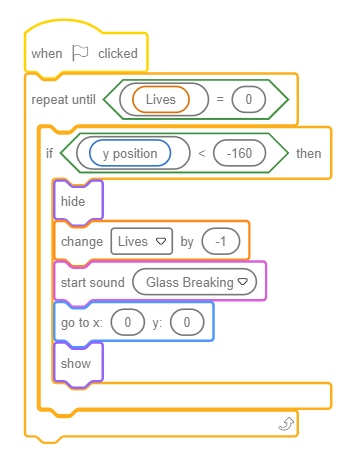 when clicked
repeat until Lives = 0
if y position < -160 then
hide
change Lives by -1
start sound Glass Breaking
go to x: 0 y: 0
show